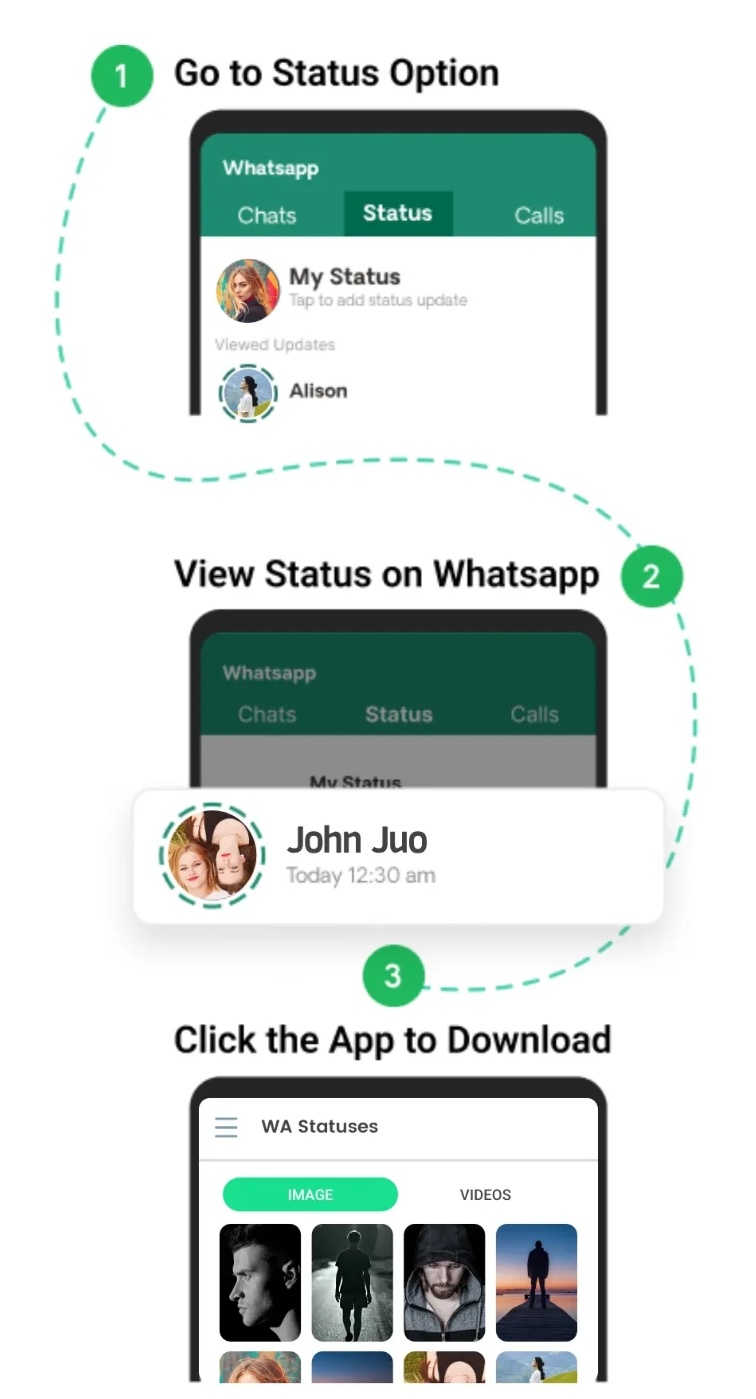 1 Go to Status Option
Whatsapp
Chats Status Calls
My Status
Tap to add status update
Viewed Updates
Alison
View Status on Whatsapp 2
Whatsapp
Chats Status Calls
My Status
John Juo
Today 12:30 am
3
Click the App to Download
WA Statuses
IMAGE VIDEOS